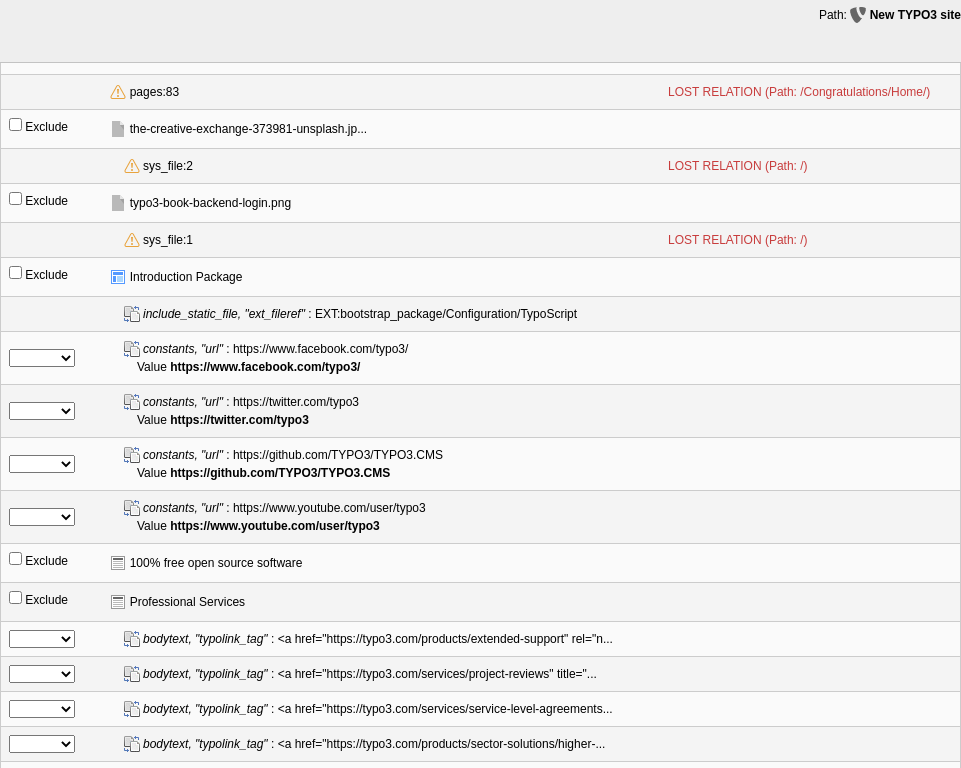 Path: New TYPO3 site
pages:83 LOST RELATION (Path: /Congratulations/Home/)
Exclude the-creative-exchange-373981-unsplash.jp...
sys_file:2 LOST RELATION (Path: /)
Exclude typo3-book-backend-login.png
sys_file:1 LOST RELATION (Path: /)
Exclude Introduction Package
include_static_file, "ext_fileref" : EXT:bootstrap_package/Configuration/TypoScript
constants, "url" : https://www.facebook.com/typo3/
Value https://www.facebook.com/typo3/
constants, "url" : https://twitter.com/typo3
Value https://twitter.com/typo3
constants, "url" : https://github.com/TYPO3/TYPO3.CMS
Value https://github.com/TYPO3/TYPO3.CMS
constants, "url" : https://www.youtube.com/user/typo3
Value https://www.youtube.com/user/typo3
Exclude 100% free open source software
Exclude Professional Services
bodytext, "typolink_tag" : <a href="https://typo3.com/products/extended-support" rel="n...
bodytext, "typolink_tag" : <a href="https://typo3.com/services/project-reviews" title="...
bodytext, "typolink_tag" : <a href="https://typo3.com/services/service-level-agreements...
bodytext, "typolink_tag" : <a href="https://typo3.com/products/sector-solutions/higher-...